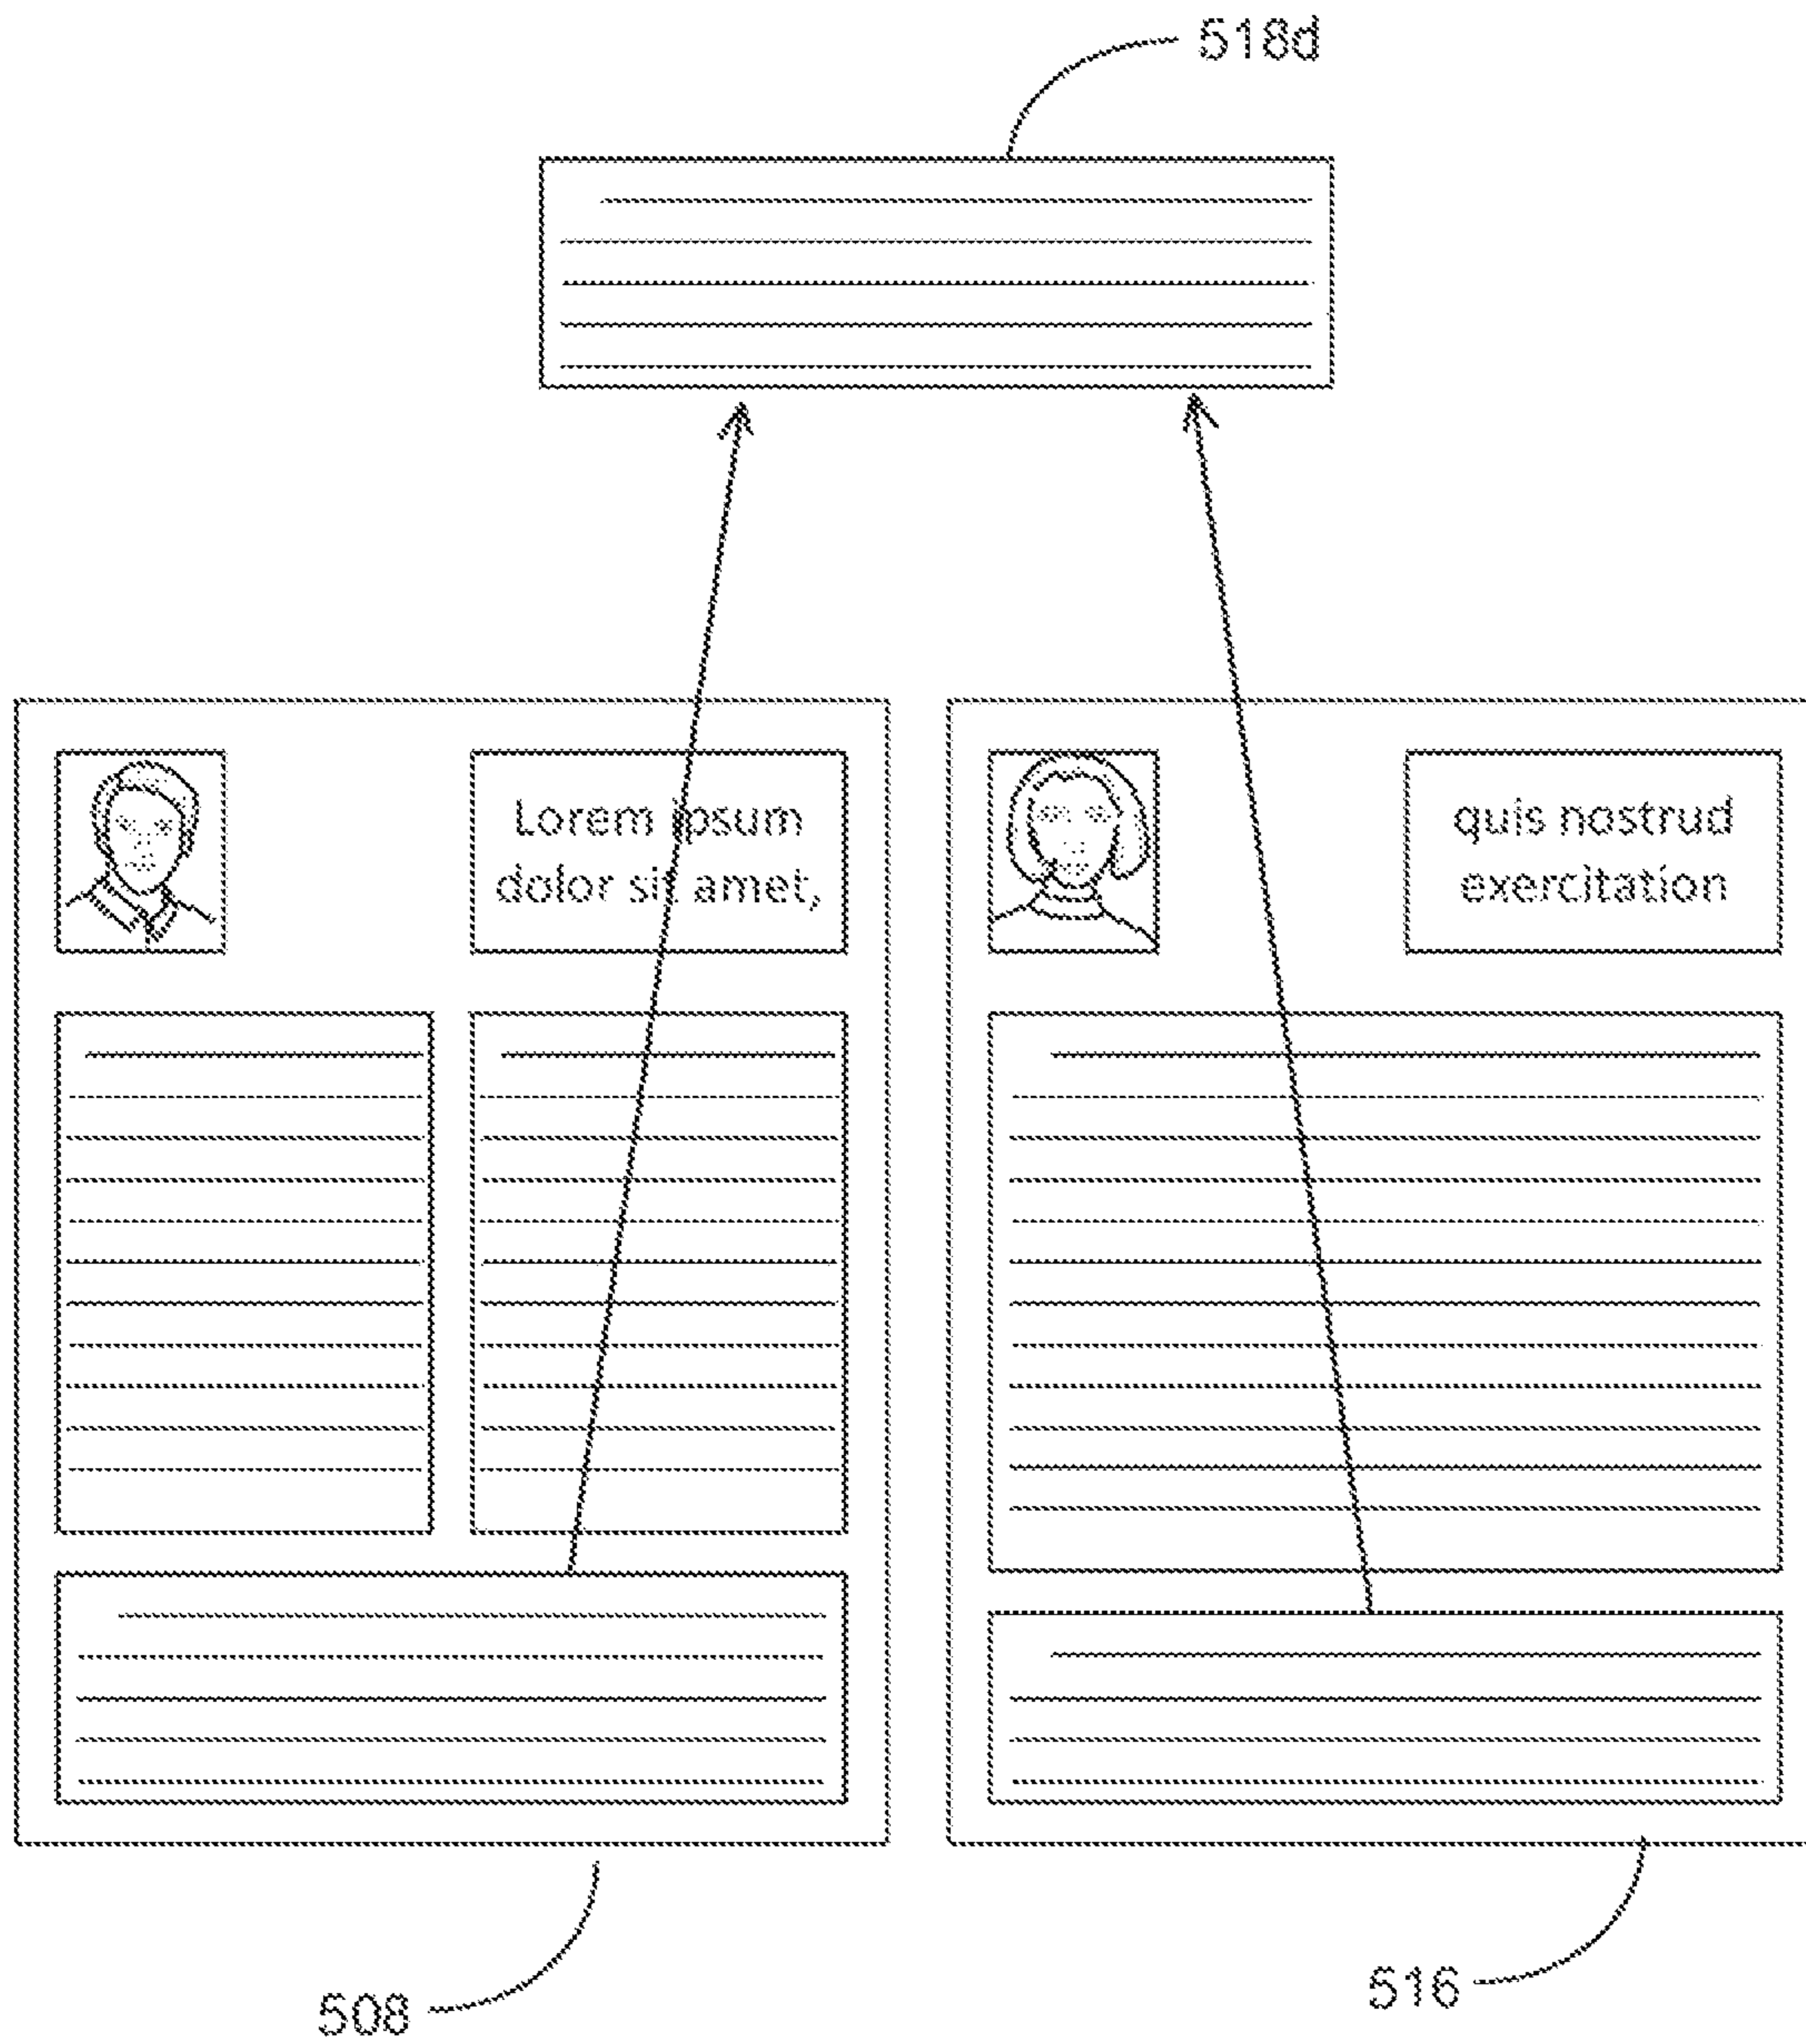 518d
Lorem ipsum
dolor sit amet,
quis nostrud
exercitation
508
516